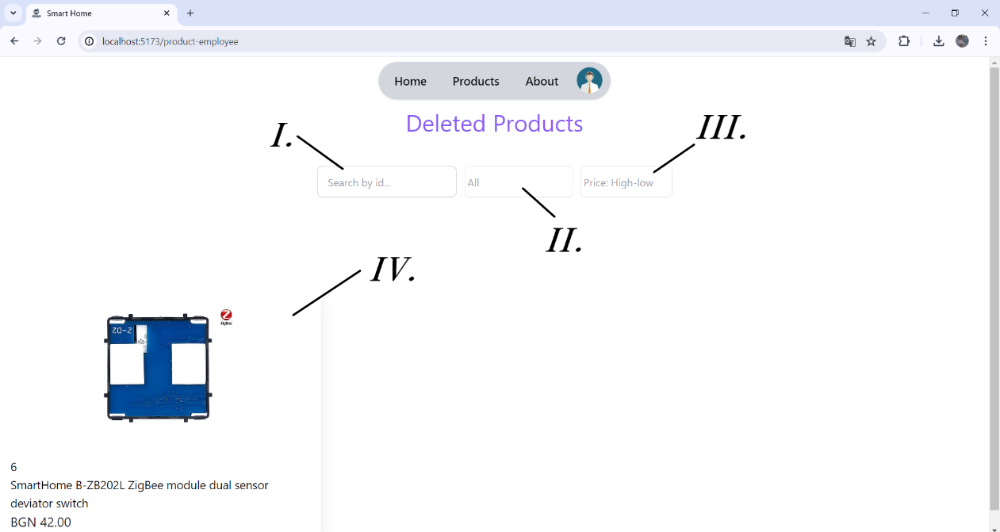 Smart Home
localhost:5173/product-employee
Home Products About
Deleted Products
I.
III.
Search by id...
All
Price: High-low
II.
IV.
Z-02
ZigBee
6
SmartHome B-ZB202L ZigBee module dual sensor
deviator switch
BGN 42.00